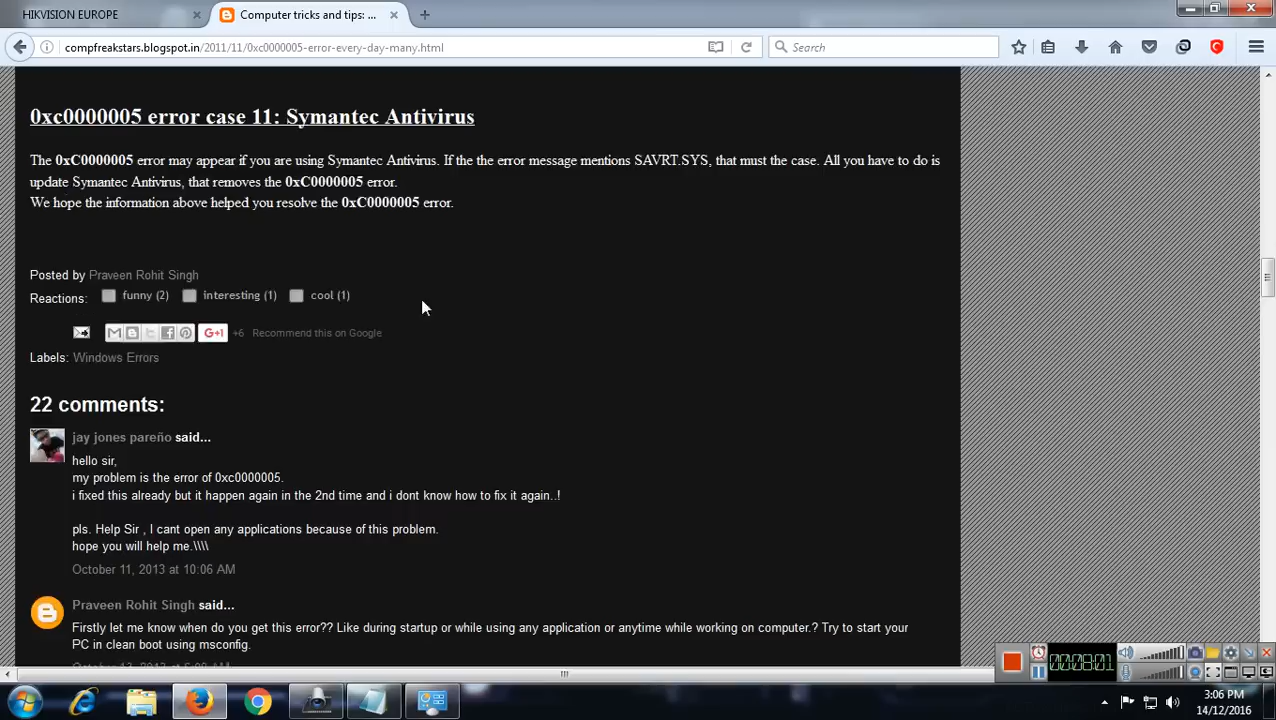 HIKVISION EUROPE
Computer tricks and tips: ...
compfreakstars.blogspot.in/2011/11/0xc0000005-error-every-day-many.html
Search
0xc0000005 error case 11: Symantec Antivirus
The 0xC0000005 error may appear if you are using Symantec Antivirus. If the the error message mentions SAVRT.SYS, that must the case. All you have to do is
update Symantec Antivirus, that removes the 0xC0000005 error.
We hope the information above helped you resolve the 0xC0000005 error.
Posted by Praveen Rohit Singh
Reactions: funny (2) interesting (1) cool (1)
G+1 +6 Recommend this on Google
Labels: Windows Errors
22 comments:
jay jones pareño said...
hello sir,
my problem is the error of 0xc0000005.
i fixed this already but it happen again in the 2nd time and i dont know how to fix it again..!
pls. Help Sir , I cant open any applications because of this problem.
hope you will help me.\\\\
October 11, 2013 at 10:06 AM
Praveen Rohit Singh said...
Firstly let me know when do you get this error?? Like during startup or while using any application or anytime while working on computer.? Try to start your
PC in clean boot using msconfig.
00:08:01
3:06 PM
14/12/2016